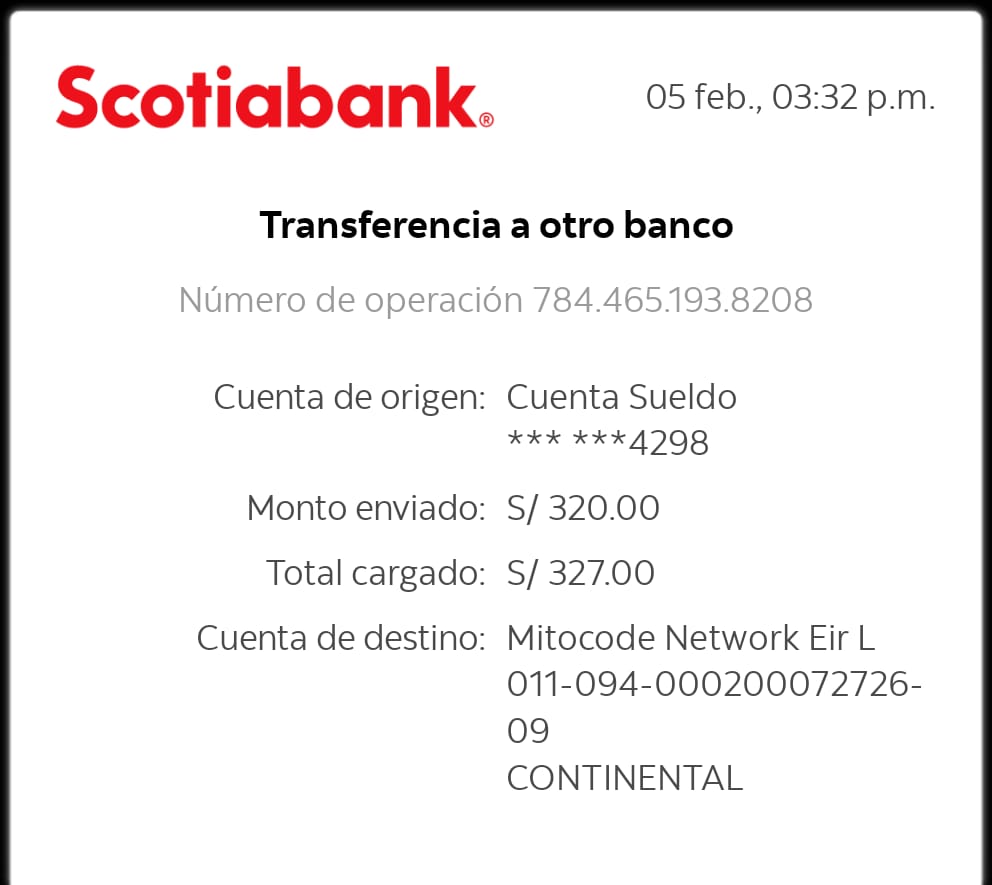 Scotiabank®
05 feb., 03:32 p.m.
Transferencia a otro banco
Número de operación 784.465.193.8208
Cuenta de origen: Cuenta Sueldo
*** ***4298
Monto enviado: S/ 320.00
Total cargado: S/ 327.00
Cuenta de destino: Mitocode Network Eir L
011-094-000200072726-
09
CONTINENTAL